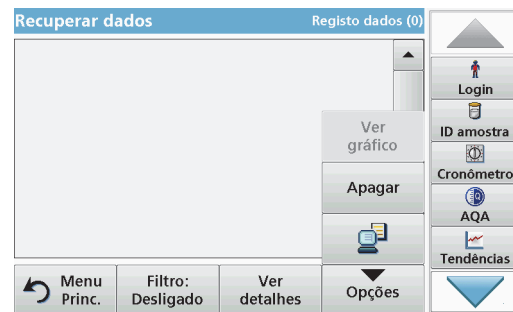 Recuperar dados
Registo dados (0)
Ver
gráfico
Apagar
Menu
Princ.
Filtro:
Desligado
Ver
detalhes
Opções
Login
ID amostra
Cronômetro
AQA
Tendências